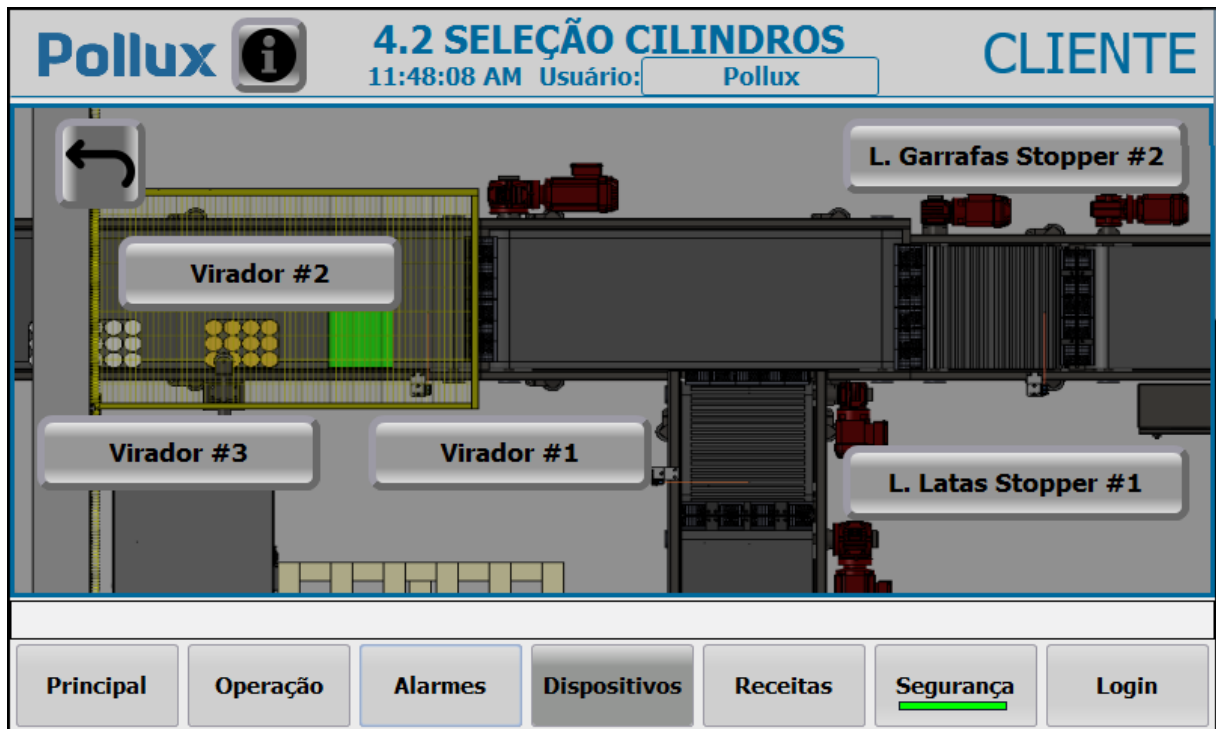 Pollux
4.2 SELEÇÃO CILINDROS
11:48:08 AM Usuário: Pollux
CLIENTE
L. Garrafas Stopper #2
Virador #2
Virador #3
Virador #1
L. Latas Stopper #1
Principal
Operação
Alarmes
Dispositivos
Receitas
Segurança
Login